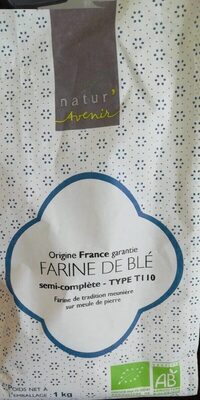 natur'
Avenir
Origine France garantie
FARINE DE BLÉ
semi-complète - TYPE T110
Farine de tradition meunière
sur meule de pierre
POIDS NET À
L'EMBALLAGE : 1 kg
AB